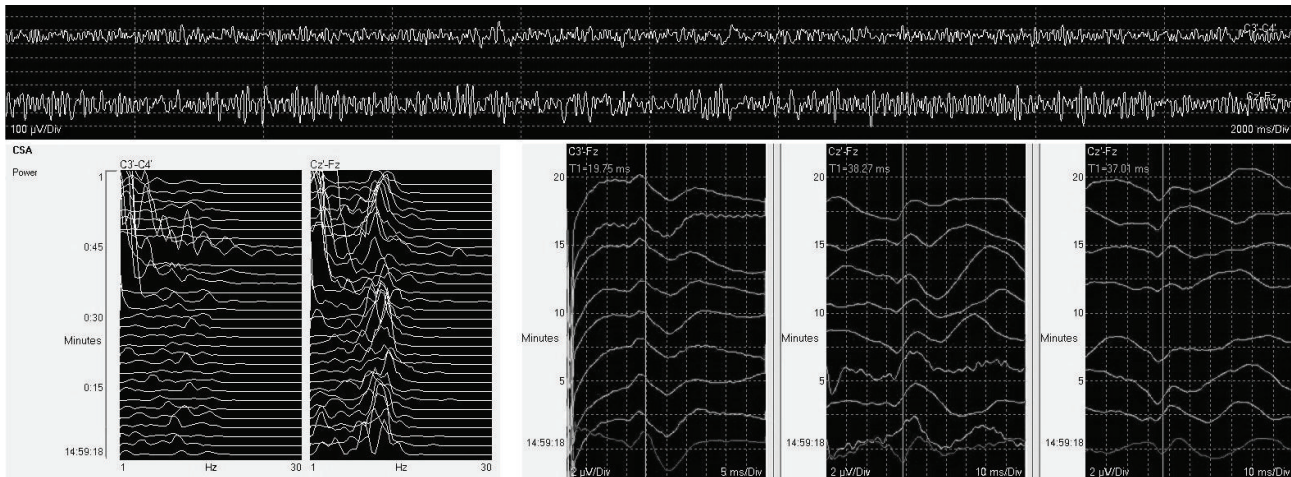 C3'-C4'
Cz'-Fz
100 µV/Div
2000 ms/Div
CSA
Power
C3'-C4'
Cz'-Fz
1
0:45
0:30
Minutes
0:15
14:59:18
1
Hz
30
1
Hz
30
C3'-Fz
T1=19.75 ms
20
15
10
Minutes
5
14:59:18
2 µV/Div
5 ms/Div
Cz'-Fz
T1=38.27 ms
20
15
10
Minutes
5
14:59:18
2 µV/Div
10 ms/Div
Cz'-Fz
T1=37.01 ms
20
15
10
Minutes
5
14:59:18
2 µV/Div
10 ms/Div